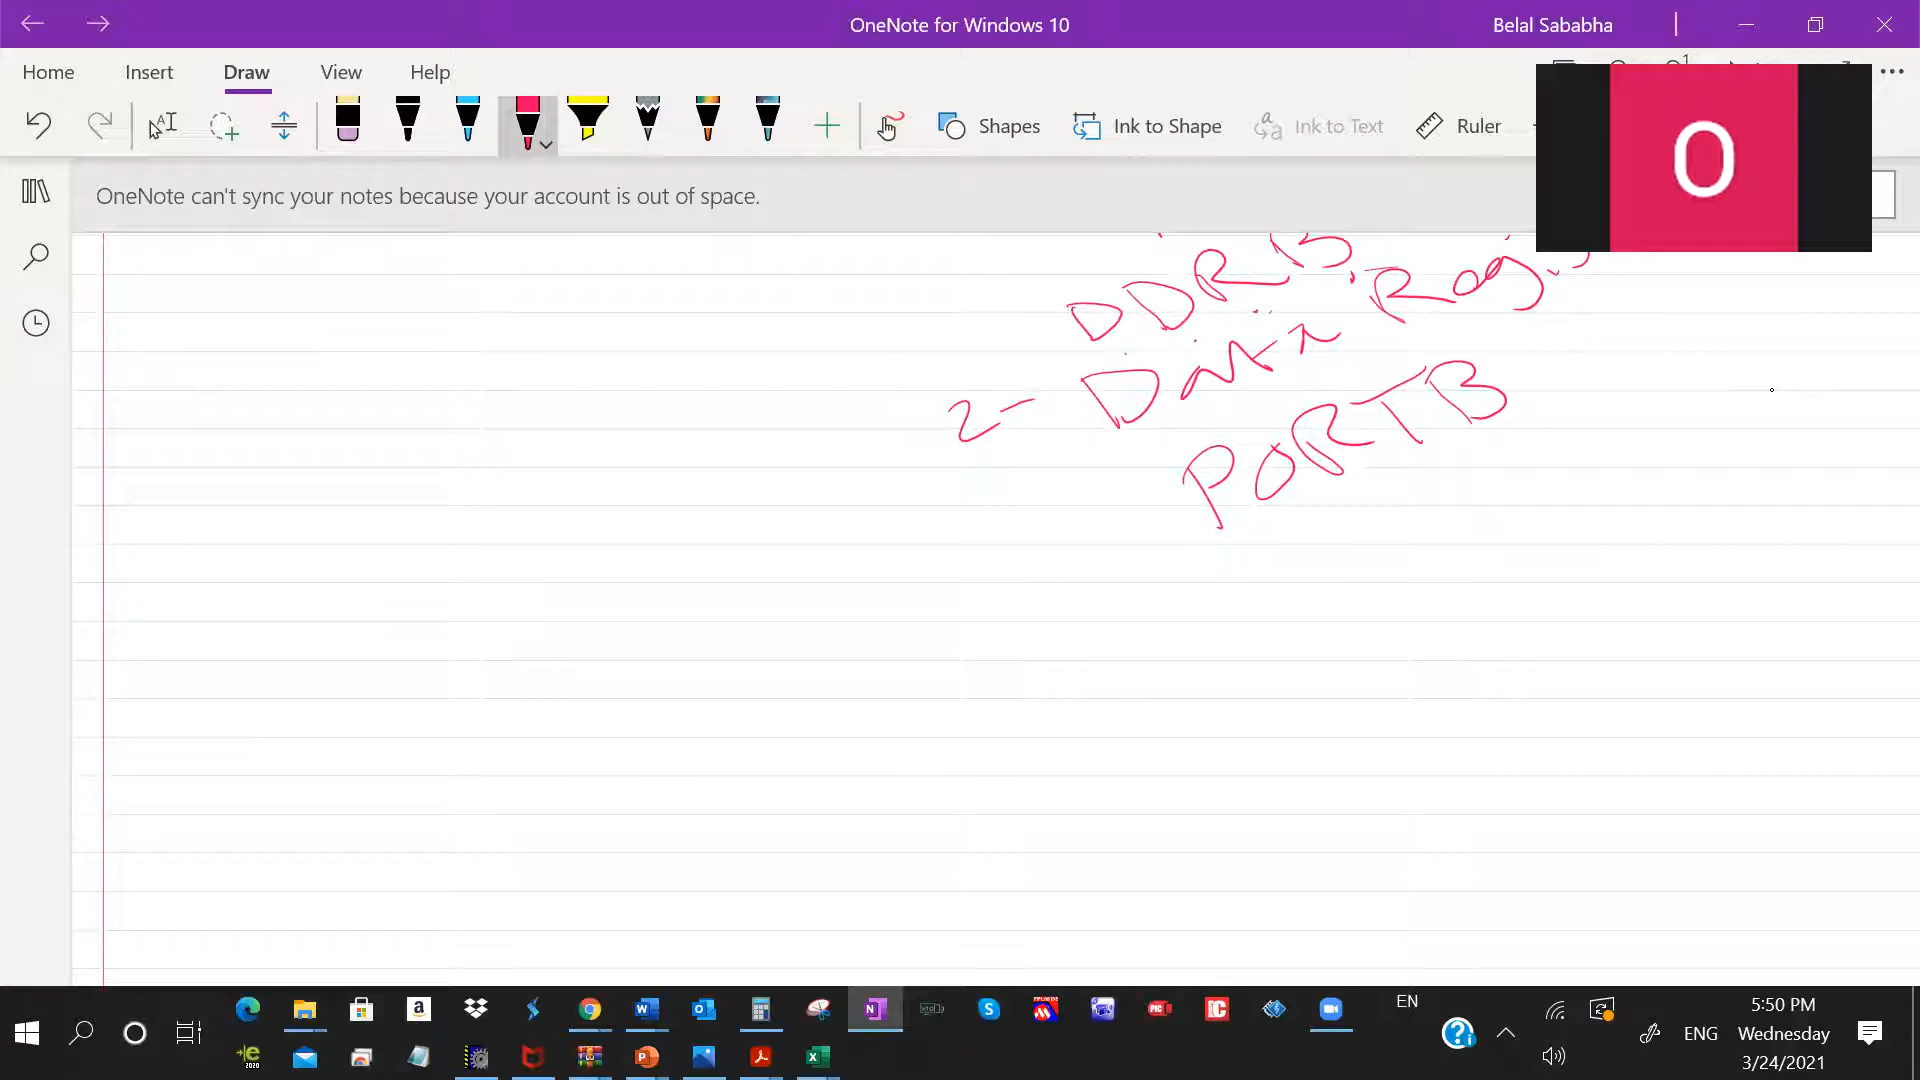 OneNote for Windows 10
Belal Sababha
Home Insert Draw View Help
Shapes Ink to Shape Ink to Text Ruler
O
OneNote can't sync your notes because your account is out of space.
DDRB
2- Data Regis
PORTB
EN
ENG
5:50 PM
Wednesday
3/24/2021